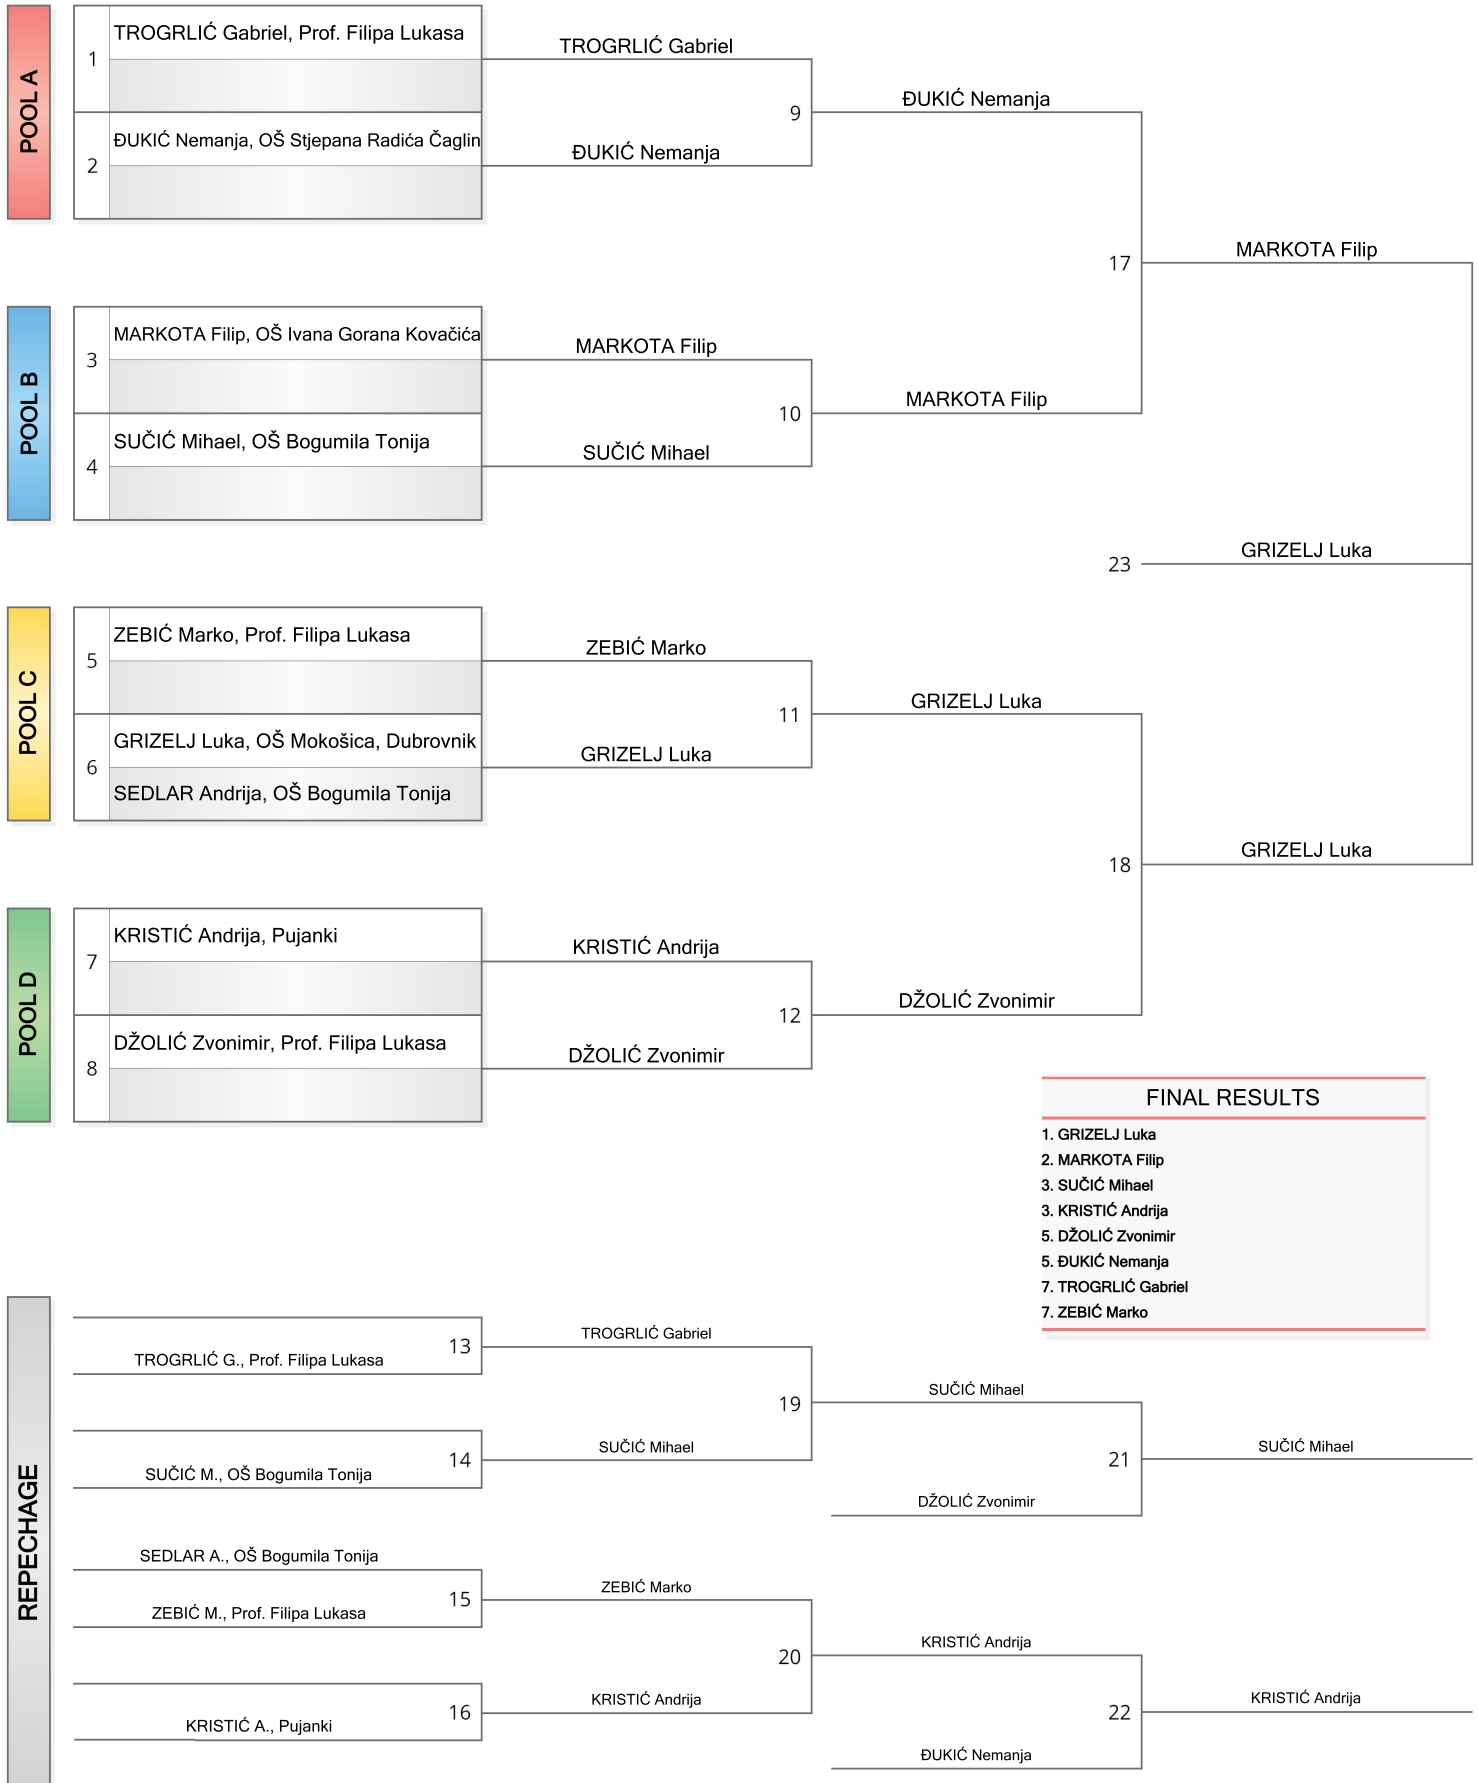 POOL A
1
TROGRLIĆ Gabriel, Prof. Filipa Lukasa
2
ĐUKIĆ Nemanja, OŠ Stjepana Radića Čaglin
TROGRLIĆ Gabriel
9
ĐUKIĆ Nemanja
ĐUKIĆ Nemanja
17
MARKOTA Filip
POOL B
3
MARKOTA Filip, OŠ Ivana Gorana Kovačića
4
SUČIĆ Mihael, OŠ Bogumila Tonija
MARKOTA Filip
10
SUČIĆ Mihael
MARKOTA Filip
23
GRIZELJ Luka
POOL C
5
ZEBIĆ Marko, Prof. Filipa Lukasa
6
GRIZELJ Luka, OŠ Mokošica, Dubrovnik
SEDLAR Andrija, OŠ Bogumila Tonija
ZEBIĆ Marko
11
GRIZELJ Luka
GRIZELJ Luka
18
GRIZELJ Luka
POOL D
7
KRISTIĆ Andrija, Pujanki
8
DŽOLIĆ Zvonimir, Prof. Filipa Lukasa
KRISTIĆ Andrija
12
DŽOLIĆ Zvonimir
DŽOLIĆ Zvonimir
FINAL RESULTS
1. GRIZELJ Luka
2. MARKOTA Filip
3. SUČIĆ Mihael
3. KRISTIĆ Andrija
5. DŽOLIĆ Zvonimir
5. ĐUKIĆ Nemanja
7. TROGRLIĆ Gabriel
7. ZEBIĆ Marko
REPECHAGE
13
TROGRLIĆ G., Prof. Filipa Lukasa
14
SUČIĆ M., OŠ Bogumila Tonija
TROGRLIĆ Gabriel
19
SUČIĆ Mihael
SUČIĆ Mihael
21
DŽOLIĆ Zvonimir
SUČIĆ Mihael
SEDLAR A., OŠ Bogumila Tonija
15
ZEBIĆ M., Prof. Filipa Lukasa
16
KRISTIĆ A., Pujanki
ZEBIĆ Marko
20
KRISTIĆ Andrija
KRISTIĆ Andrija
22
ĐUKIĆ Nemanja
KRISTIĆ Andrija